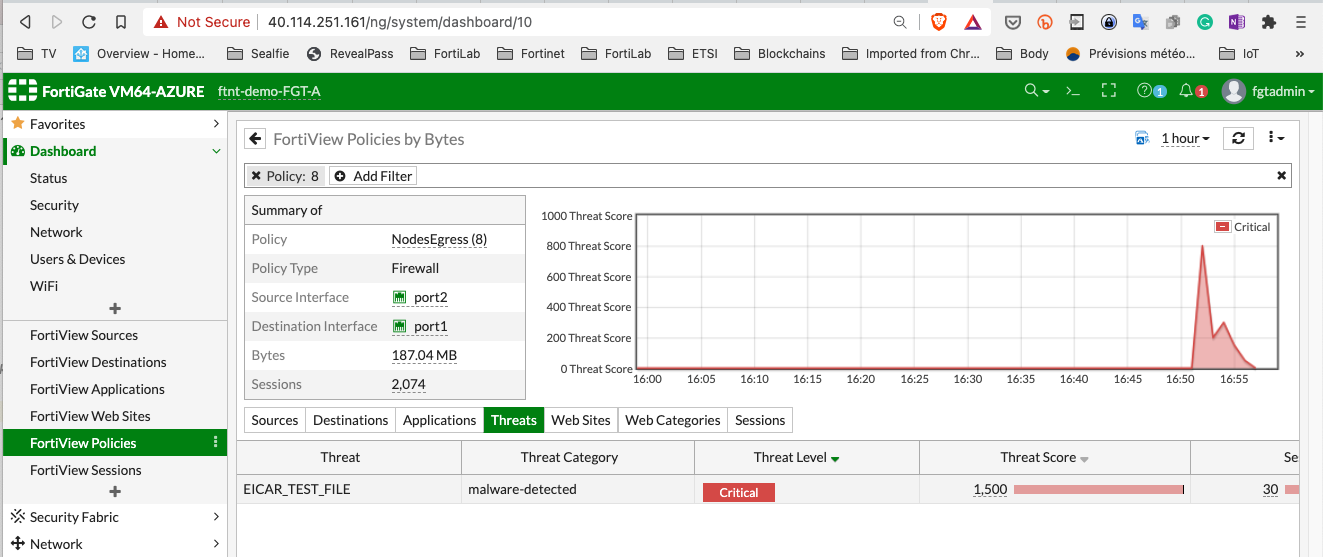 Not Secure 40.114.251.161/ng/system/dashboard/10
TV Overview - Home... Sealfie RevealPass FortiLab Fortinet FortiLab ETSI Blockchains Imported from Chr... Body Prévisions météo... IoT »
FortiGate VM64-AZURE ftnt-demo-FGT-A 1 1 fgtadmin
Favorites
Dashboard
Status
Security
Network
Users & Devices
WiFi
FortiView Sources
FortiView Destinations
FortiView Applications
FortiView Web Sites
FortiView Policies
FortiView Sessions
Security Fabric
Network
FortiView Policies by Bytes 1 hour
Policy: 8 Add Filter
Summary of
Policy NodesEgress (8)
Policy Type Firewall
Source Interface port2
Destination Interface port1
Bytes 187.04 MB
Sessions 2,074
1000 Threat Score
800 Threat Score
600 Threat Score
400 Threat Score
200 Threat Score
0 Threat Score
Critical
16:00 16:05 16:10 16:15 16:20 16:25 16:30 16:35 16:40 16:45 16:50 16:55
Sources Destinations Applications Threats Web Sites Web Categories Sessions
Threat Threat Category Threat Level Threat Score Se
EICAR_TEST_FILE malware-detected Critical 1,500 30